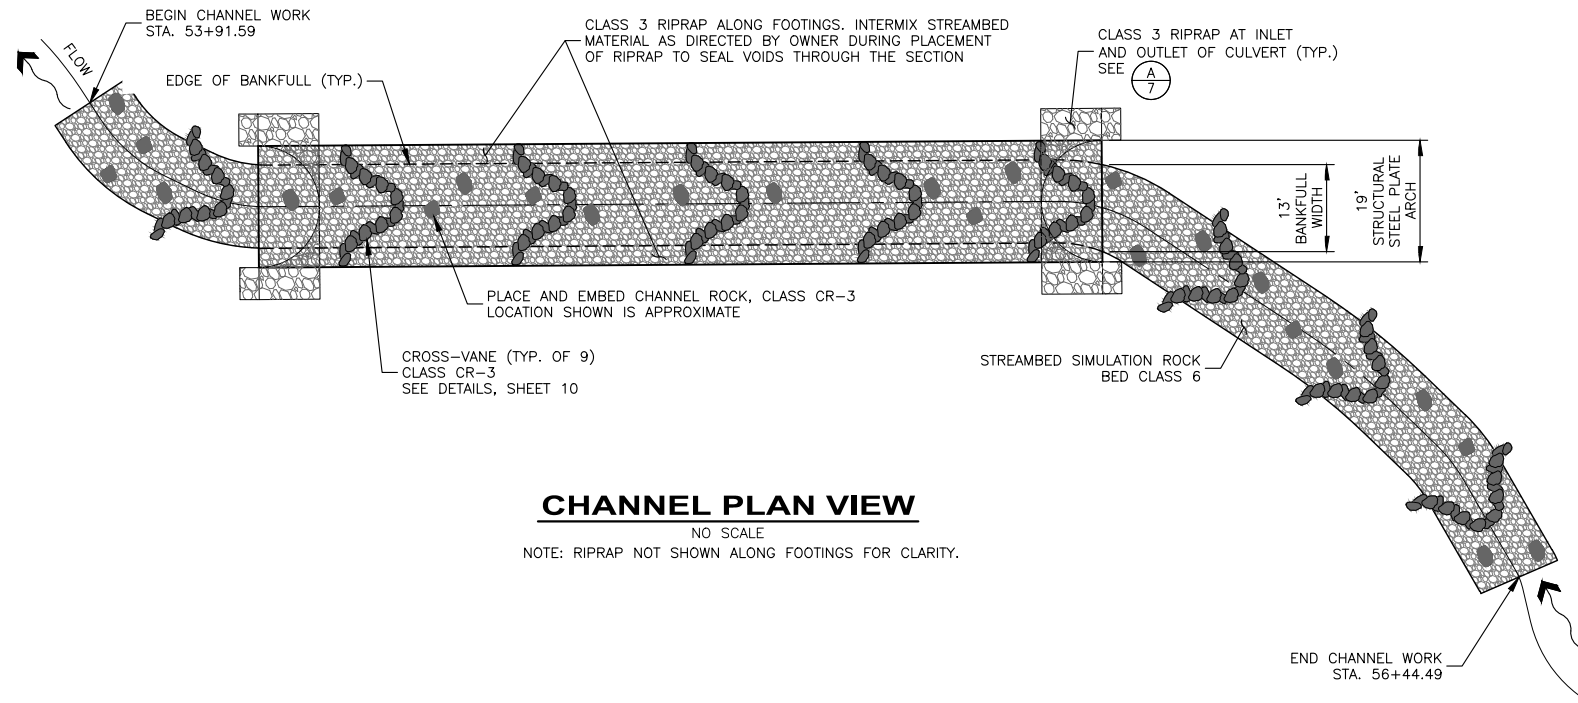 BEGIN CHANNEL WORK
STA. 53+91.59
FLOW
EDGE OF BANKFULL (TYP.)
CLASS 3 RIPRAP ALONG FOOTINGS. INTERMIX STREAMBED
MATERIAL AS DIRECTED BY OWNER DURING PLACEMENT
OF RIPRAP TO SEAL VOIDS THROUGH THE SECTION
CLASS 3 RIPRAP AT INLET
AND OUTLET OF CULVERT (TYP.)
SEE
A
7
13'
BANKFULL
WIDTH
19'
STRUCTURAL
STEEL PLATE
ARCH
PLACE AND EMBED CHANNEL ROCK, CLASS CR-3
LOCATION SHOWN IS APPROXIMATE
CROSS-VANE (TYP. OF 9)
CLASS CR-3
SEE DETAILS, SHEET 10
STREAMBED SIMULATION ROCK
BED CLASS 6
CHANNEL PLAN VIEW
NO SCALE
NOTE: RIPRAP NOT SHOWN ALONG FOOTINGS FOR CLARITY.
END CHANNEL WORK
STA. 56+44.49